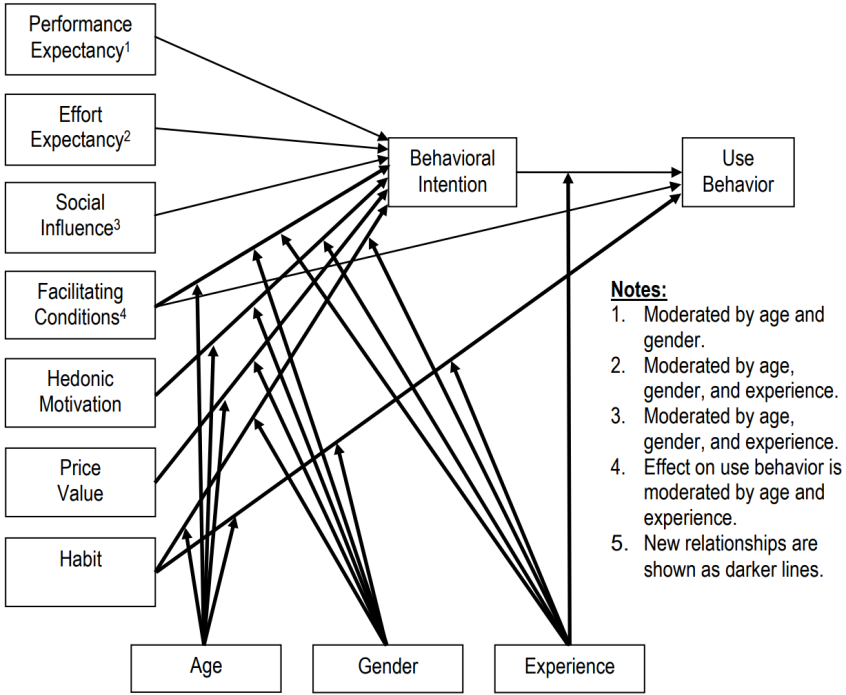 Performance
Expectancy¹
Effort
Expectancy²
Social
Influence³
Facilitating
Conditions⁴
Hedonic
Motivation
Price
Value
Habit
Behavioral
Intention
Use
Behavior
Notes:
1. Moderated by age and
gender.
2. Moderated by age,
gender, and experience.
3. Moderated by age,
gender, and experience.
4. Effect on use behavior is
moderated by age and
experience.
5. New relationships are
shown as darker lines.
Age
Gender
Experience